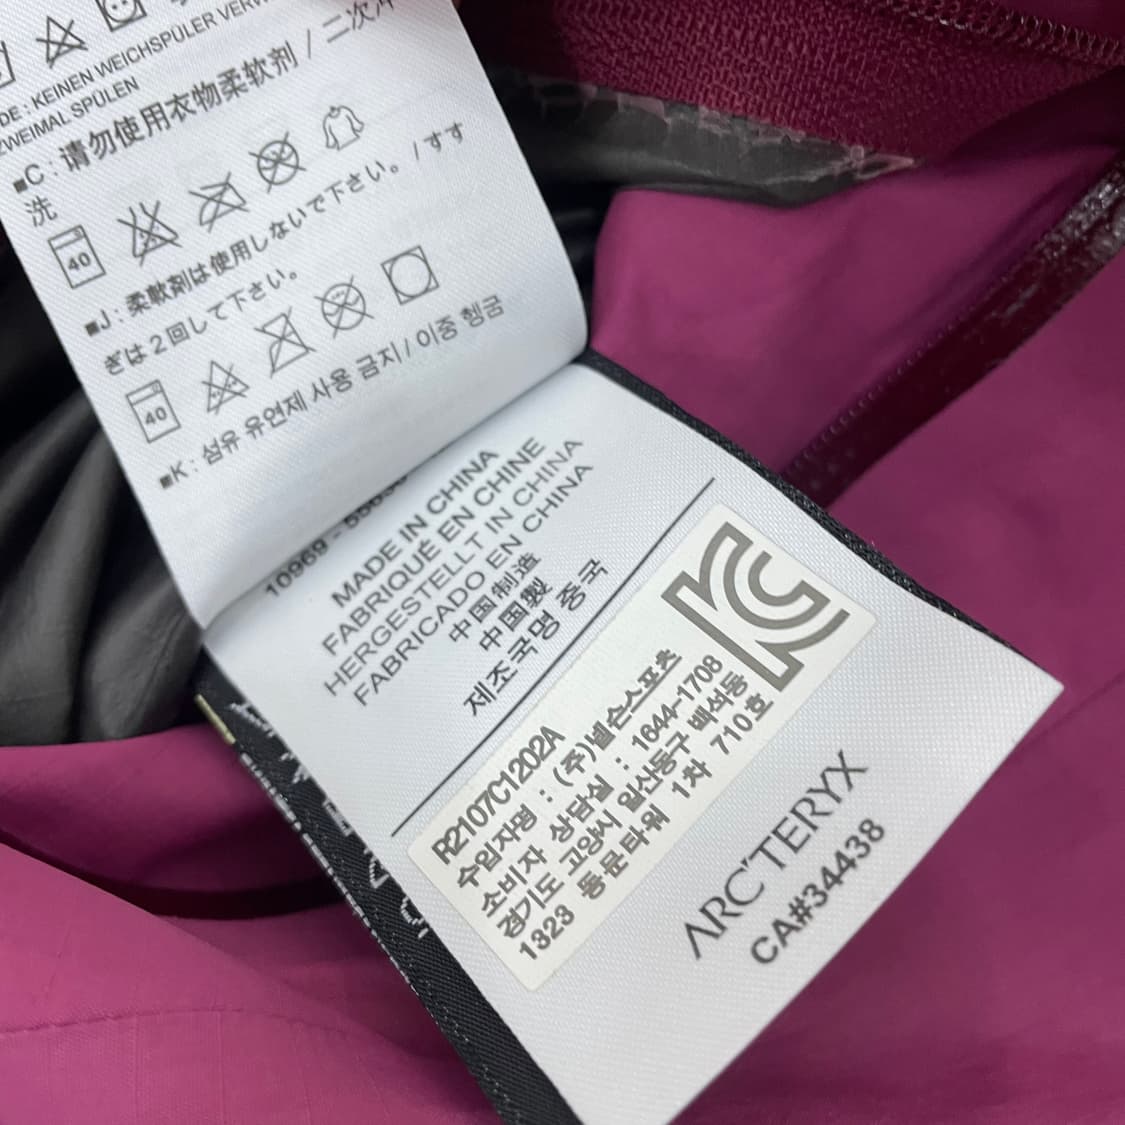 DE : KEINEN WEICHSPÜLER
ZWEIMAL SPÜLEN
■C : 请勿使用衣物柔软剂 / 二次冲
洗
40
■J : 柔軟剤は使用しないで下さい。/ すす
ぎは2回して下さい。
40
■K : 섬유 유연제 사용 금지 / 이중 헹굼
10969 -
MADE IN CHINA
FABRIQUÉ EN CHINE
HERGESTELLT IN CHINA
FABRICADO EN CHINA
中国制造
中国製
제조국명 중국
R2107C1202A
수입자명 : (주)넬슨스포츠
소비자 상담실 : 1644-1708
경기도 고양시 일산동구 백석동
1323 동문타워 1차 710호
ARC'TERYX
CA#34438